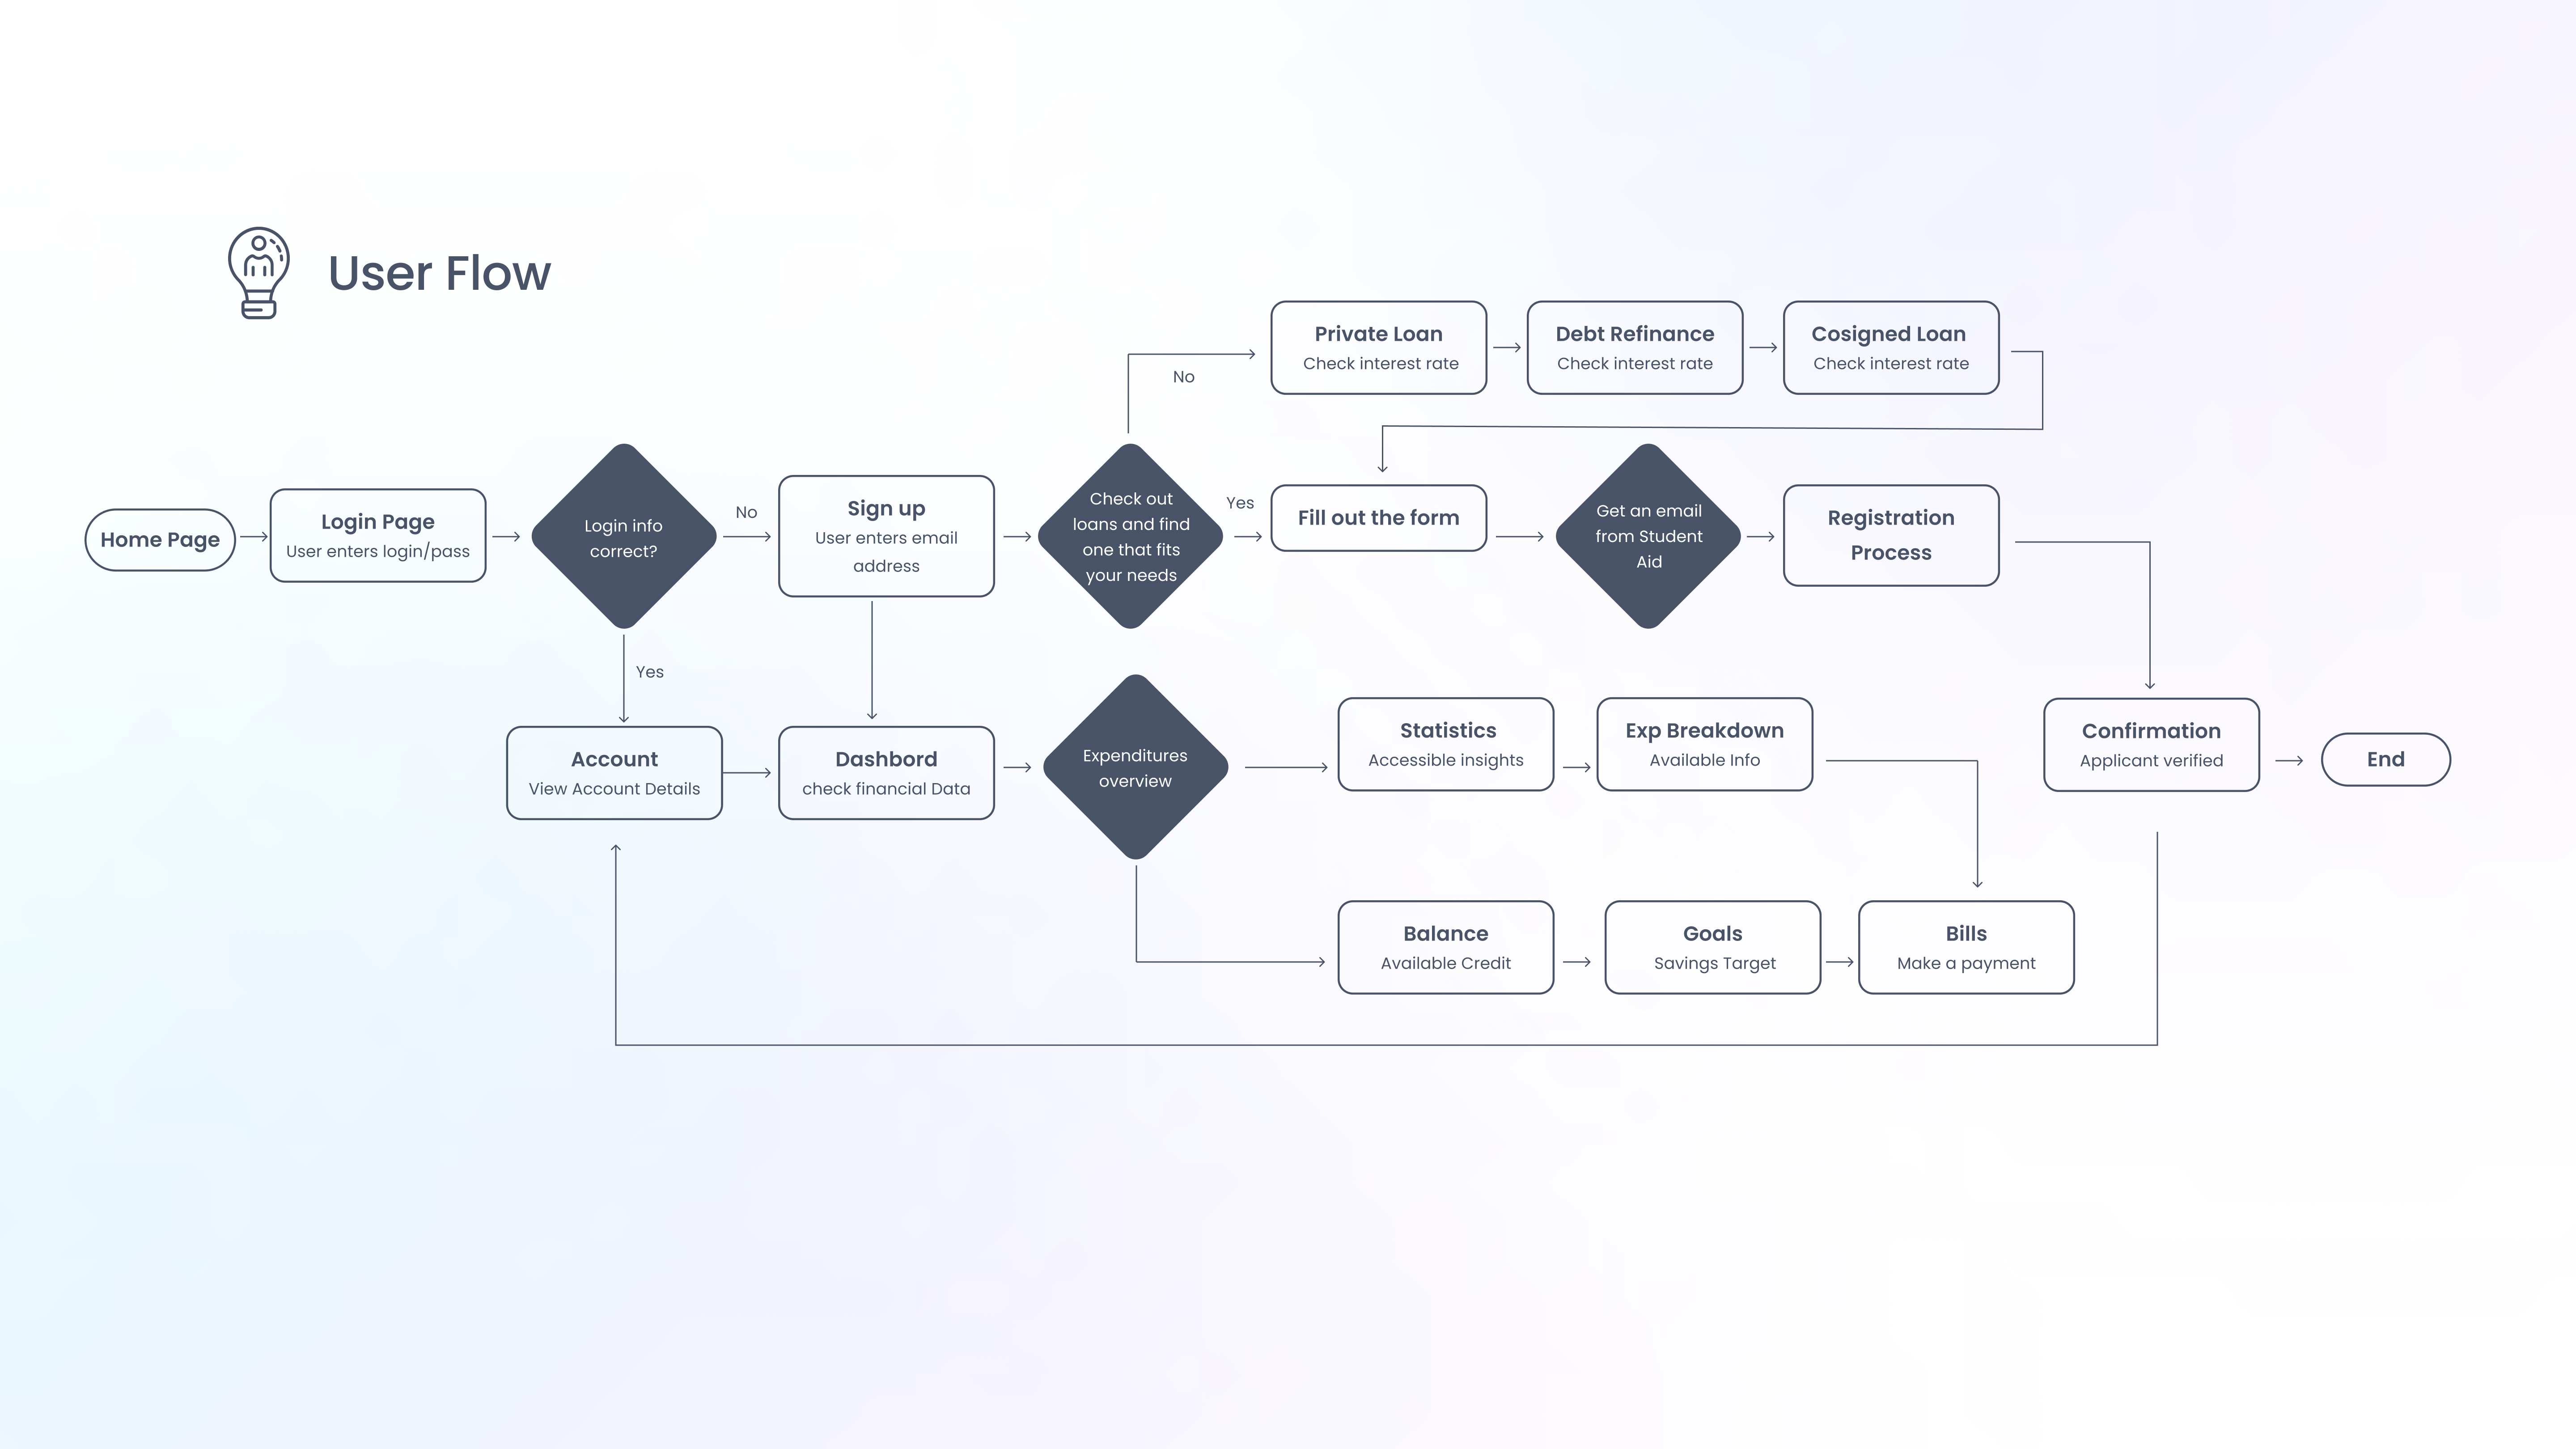 User Flow
Private Loan
Check interest rate
Debt Refinance
Check interest rate
Cosigned Loan
Check interest rate
No
Home Page
Login Page
User enters login/pass
Login info
correct?
No
Sign up
User enters email
address
Check out
loans and find
one that fits
your needs
Yes
Fill out the form
Get an email
from Student
Aid
Registration
Process
Yes
Account
View Account Details
Dashbord
check financial Data
Expenditures
overview
Statistics
Accessible insights
Exp Breakdown
Available Info
Confirmation
Applicant verified
End
Balance
Available Credit
Goals
Savings Target
Bills
Make a payment